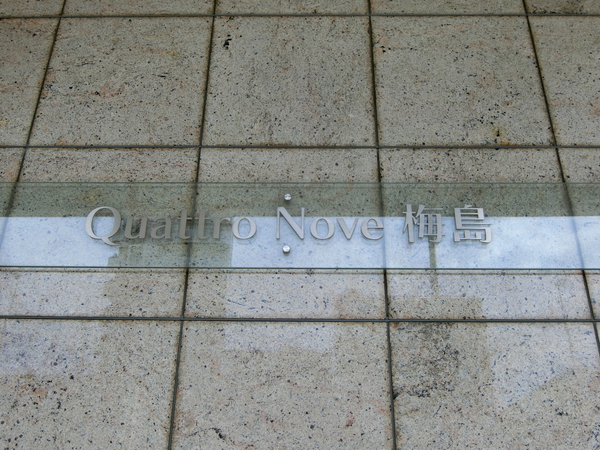 Quattro Nove 梅島